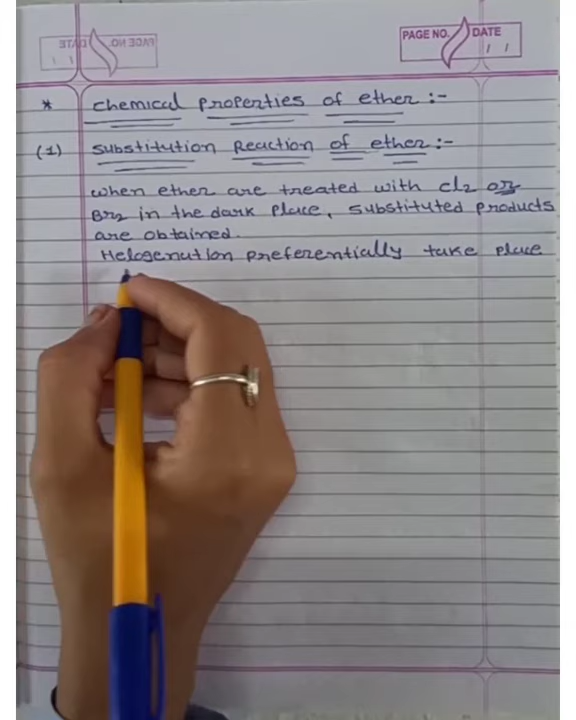 PAGE NO. DATE
/ /
* chemical properties of ether :-
(1) substitution Reaction of ether:-
when ether are treated with cl2 or
Br2 in the dark place, substituted products
are obtained.
Helogenution preferentially take place